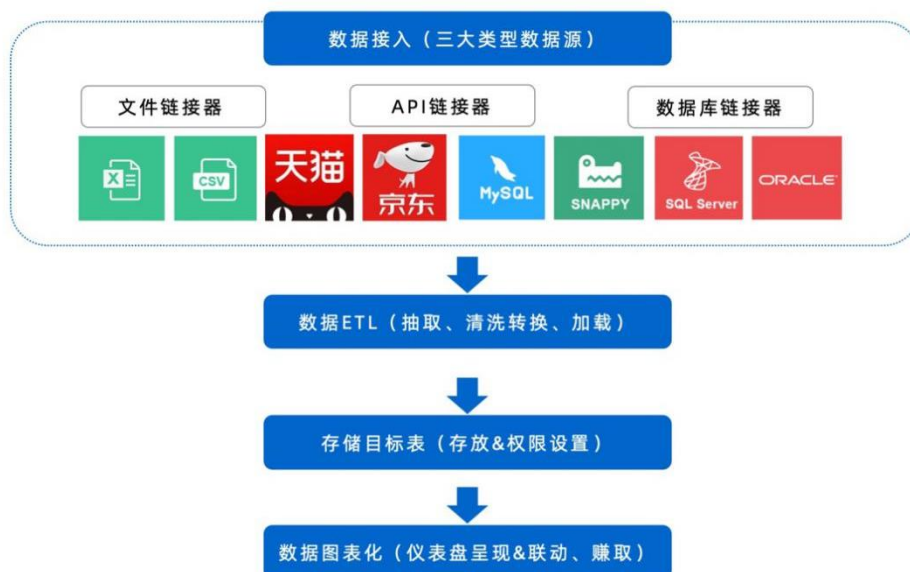 数据接入（三大类型数据源）
文件链接器
API链接器
数据库链接器
X
CSV
天猫
京东
MySQL
SNAPPY
SQL Server
ORACLE
数据ETL（抽取、清洗转换、加载）
存储目标表（存放&权限设置）
数据图表化（仪表盘呈现&联动、赚取）